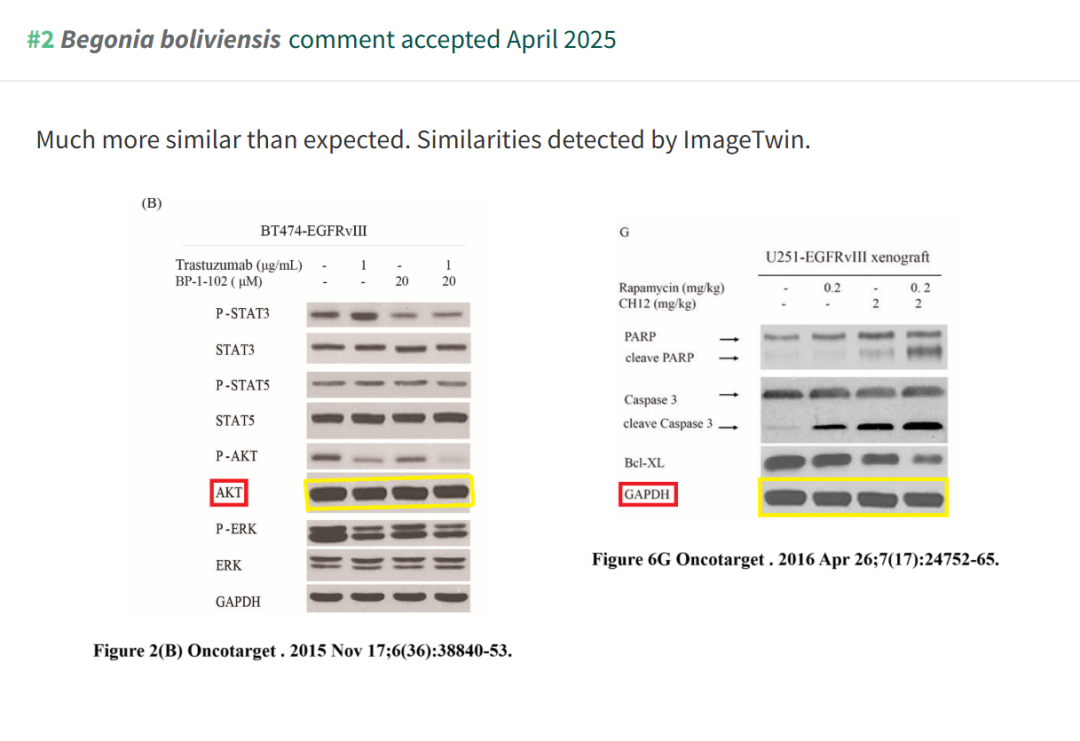 #2 Begonia boliviensis comment accepted April 2025
Much more similar than expected. Similarities detected by ImageTwin.
(B)
BT474-EGFRvIII
Trastuzumab (µg/mL) - 1 - 1
BP-1-102 ( µM) - - 20 20
P-STAT3
STAT3
P-STAT5
STAT5
P-AKT
AKT
P-ERK
ERK
GAPDH
Figure 2(B) Oncotarget . 2015 Nov 17;6(36):38840-53.
G
U251-EGFRvIII xenograft
Rapamycin (mg/kg) - 0.2 - 0. 2
CH12 (mg/kg) - - 2 2
PARP
cleave PARP
Caspase 3
cleave Caspase 3
Bcl-XL
GAPDH
Figure 6G Oncotarget . 2016 Apr 26;7(17):24752-65.